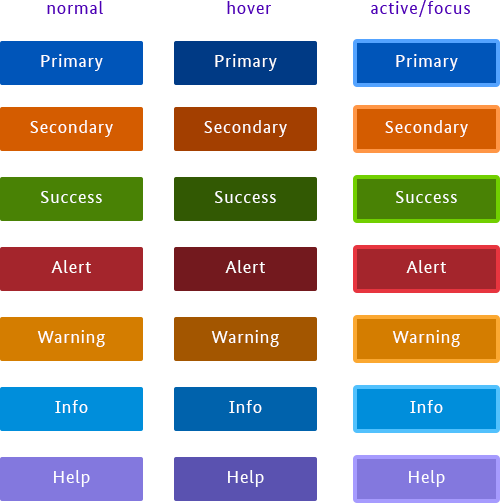 normal hover active/focus
Primary Primary Primary
Secondary Secondary Secondary
Success Success Success
Alert Alert Alert
Warning Warning Warning
Info Info Info
Help Help Help